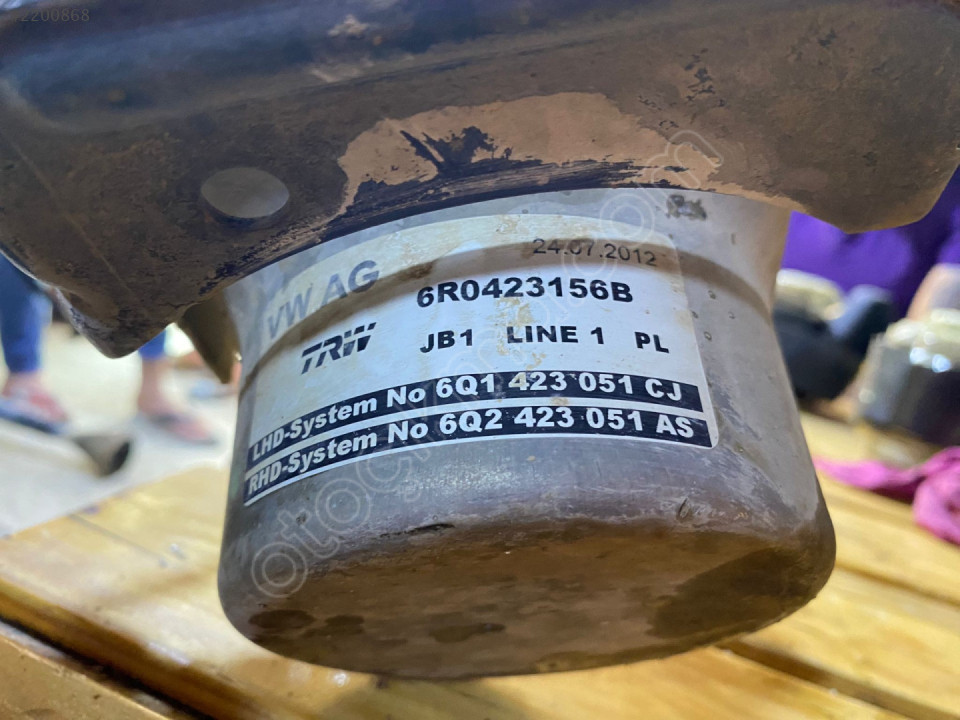 2200868
24.07.2012
VW AG
6R0423156B
TRW JB1 LINE 1 PL
LHD-System No 6Q1 423 051 CJ
RHD-System No 6Q2 423 051 AS